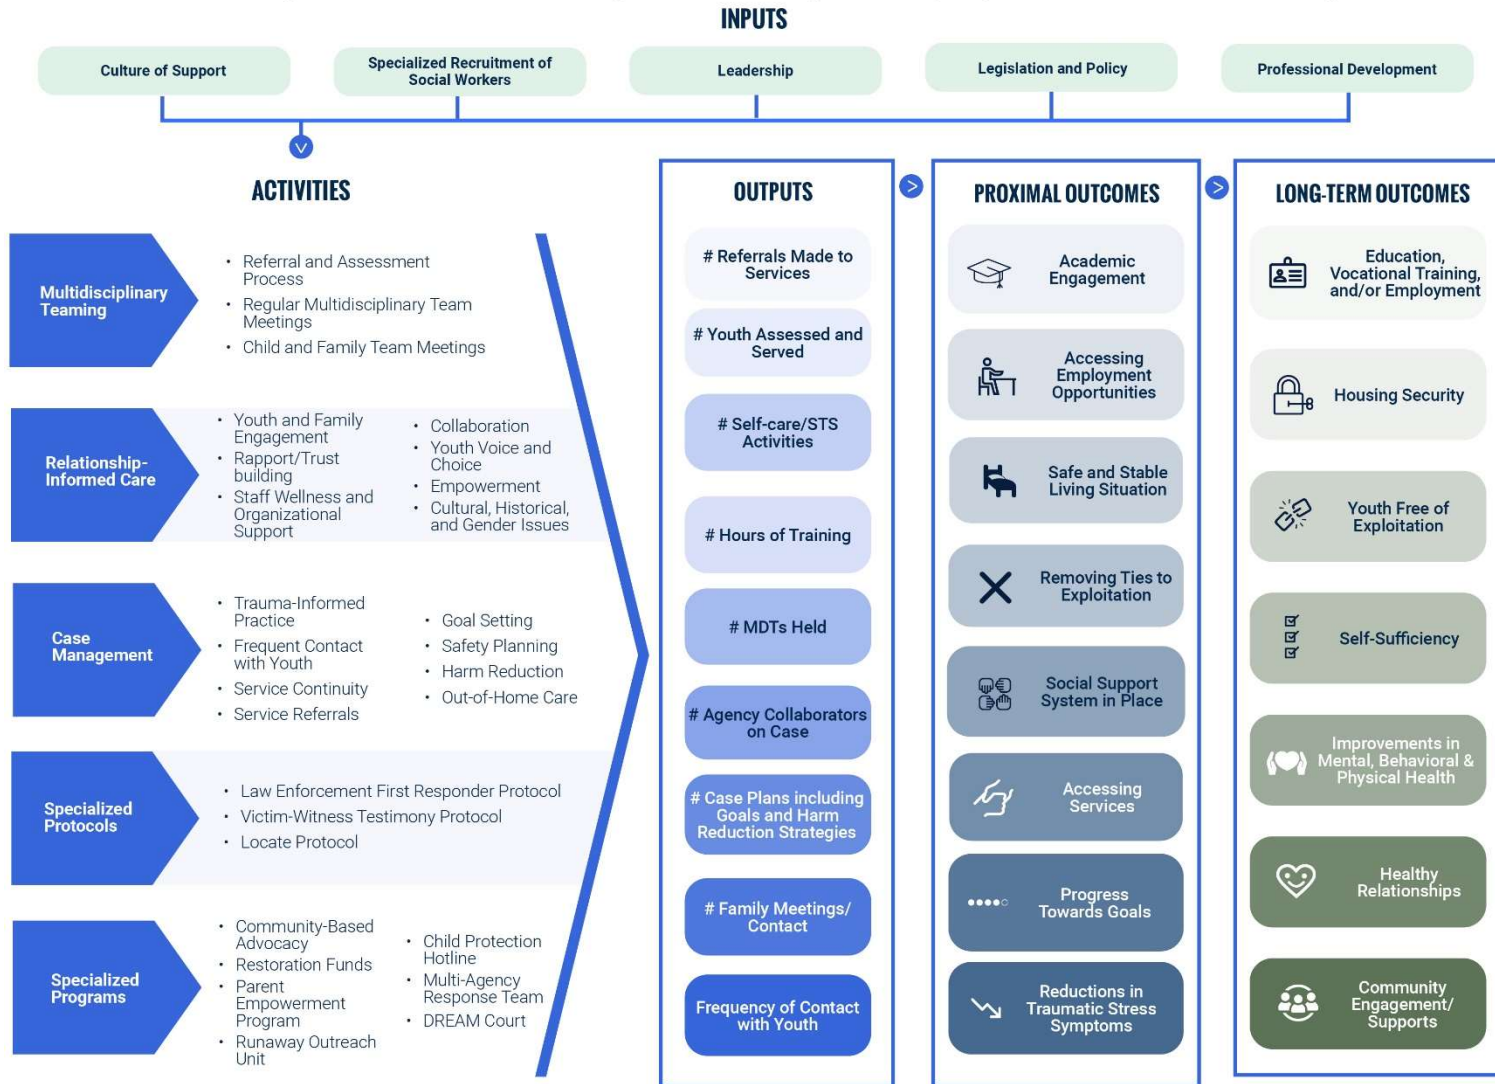 INPUTS
Culture of Support
Specialized Recruitment of
Social Workers
Leadership
Legislation and Policy
Professional Development
ACTIVITIES
Multidisciplinary
Teaming
• Referral and Assessment
Process
• Regular Multidisciplinary Team
Meetings
• Child and Family Team Meetings
Relationship-
Informed Care
• Youth and Family
Engagement
• Rapport/Trust
building
• Staff Wellness and
Organizational
Support
• Collaboration
• Youth Voice and
Choice
• Empowerment
• Cultural, Historical,
and Gender Issues
Case
Management
• Trauma-Informed
Practice
• Frequent Contact
with Youth
• Service Continuity
• Service Referrals
• Goal Setting
• Safety Planning
• Harm Reduction
• Out-of-Home Care
Specialized
Protocols
• Law Enforcement First Responder Protocol
• Victim-Witness Testimony Protocol
• Locate Protocol
Specialized
Programs
• Community-Based
Advocacy
• Restoration Funds
• Parent
Empowerment
Program
• Runaway Outreach
Unit
• Child Protection
Hotline
• Multi-Agency
Response Team
• DREAM Court
OUTPUTS
# Referrals Made to
Services
# Youth Assessed and
Served
# Self-care/STS
Activities
# Hours of Training
# MDTs Held
# Agency Collaborators
on Case
# Case Plans including
Goals and Harm
Reduction Strategies
# Family Meetings/
Contact
Frequency of Contact
with Youth
PROXIMAL OUTCOMES
Academic
Engagement
Accessing
Employment
Opportunities
Safe and Stable
Living Situation
Removing Ties to
Exploitation
Social Support
System in Place
Accessing
Services
Progress
Towards Goals
Reductions in
Traumatic Stress
Symptoms
LONG-TERM OUTCOMES
Education,
Vocational Training,
and/or Employment
Housing Security
Youth Free of
Exploitation
Self-Sufficiency
Improvements in
Mental, Behavioral &
Physical Health
Healthy
Relationships
Community
Engagement/
Supports